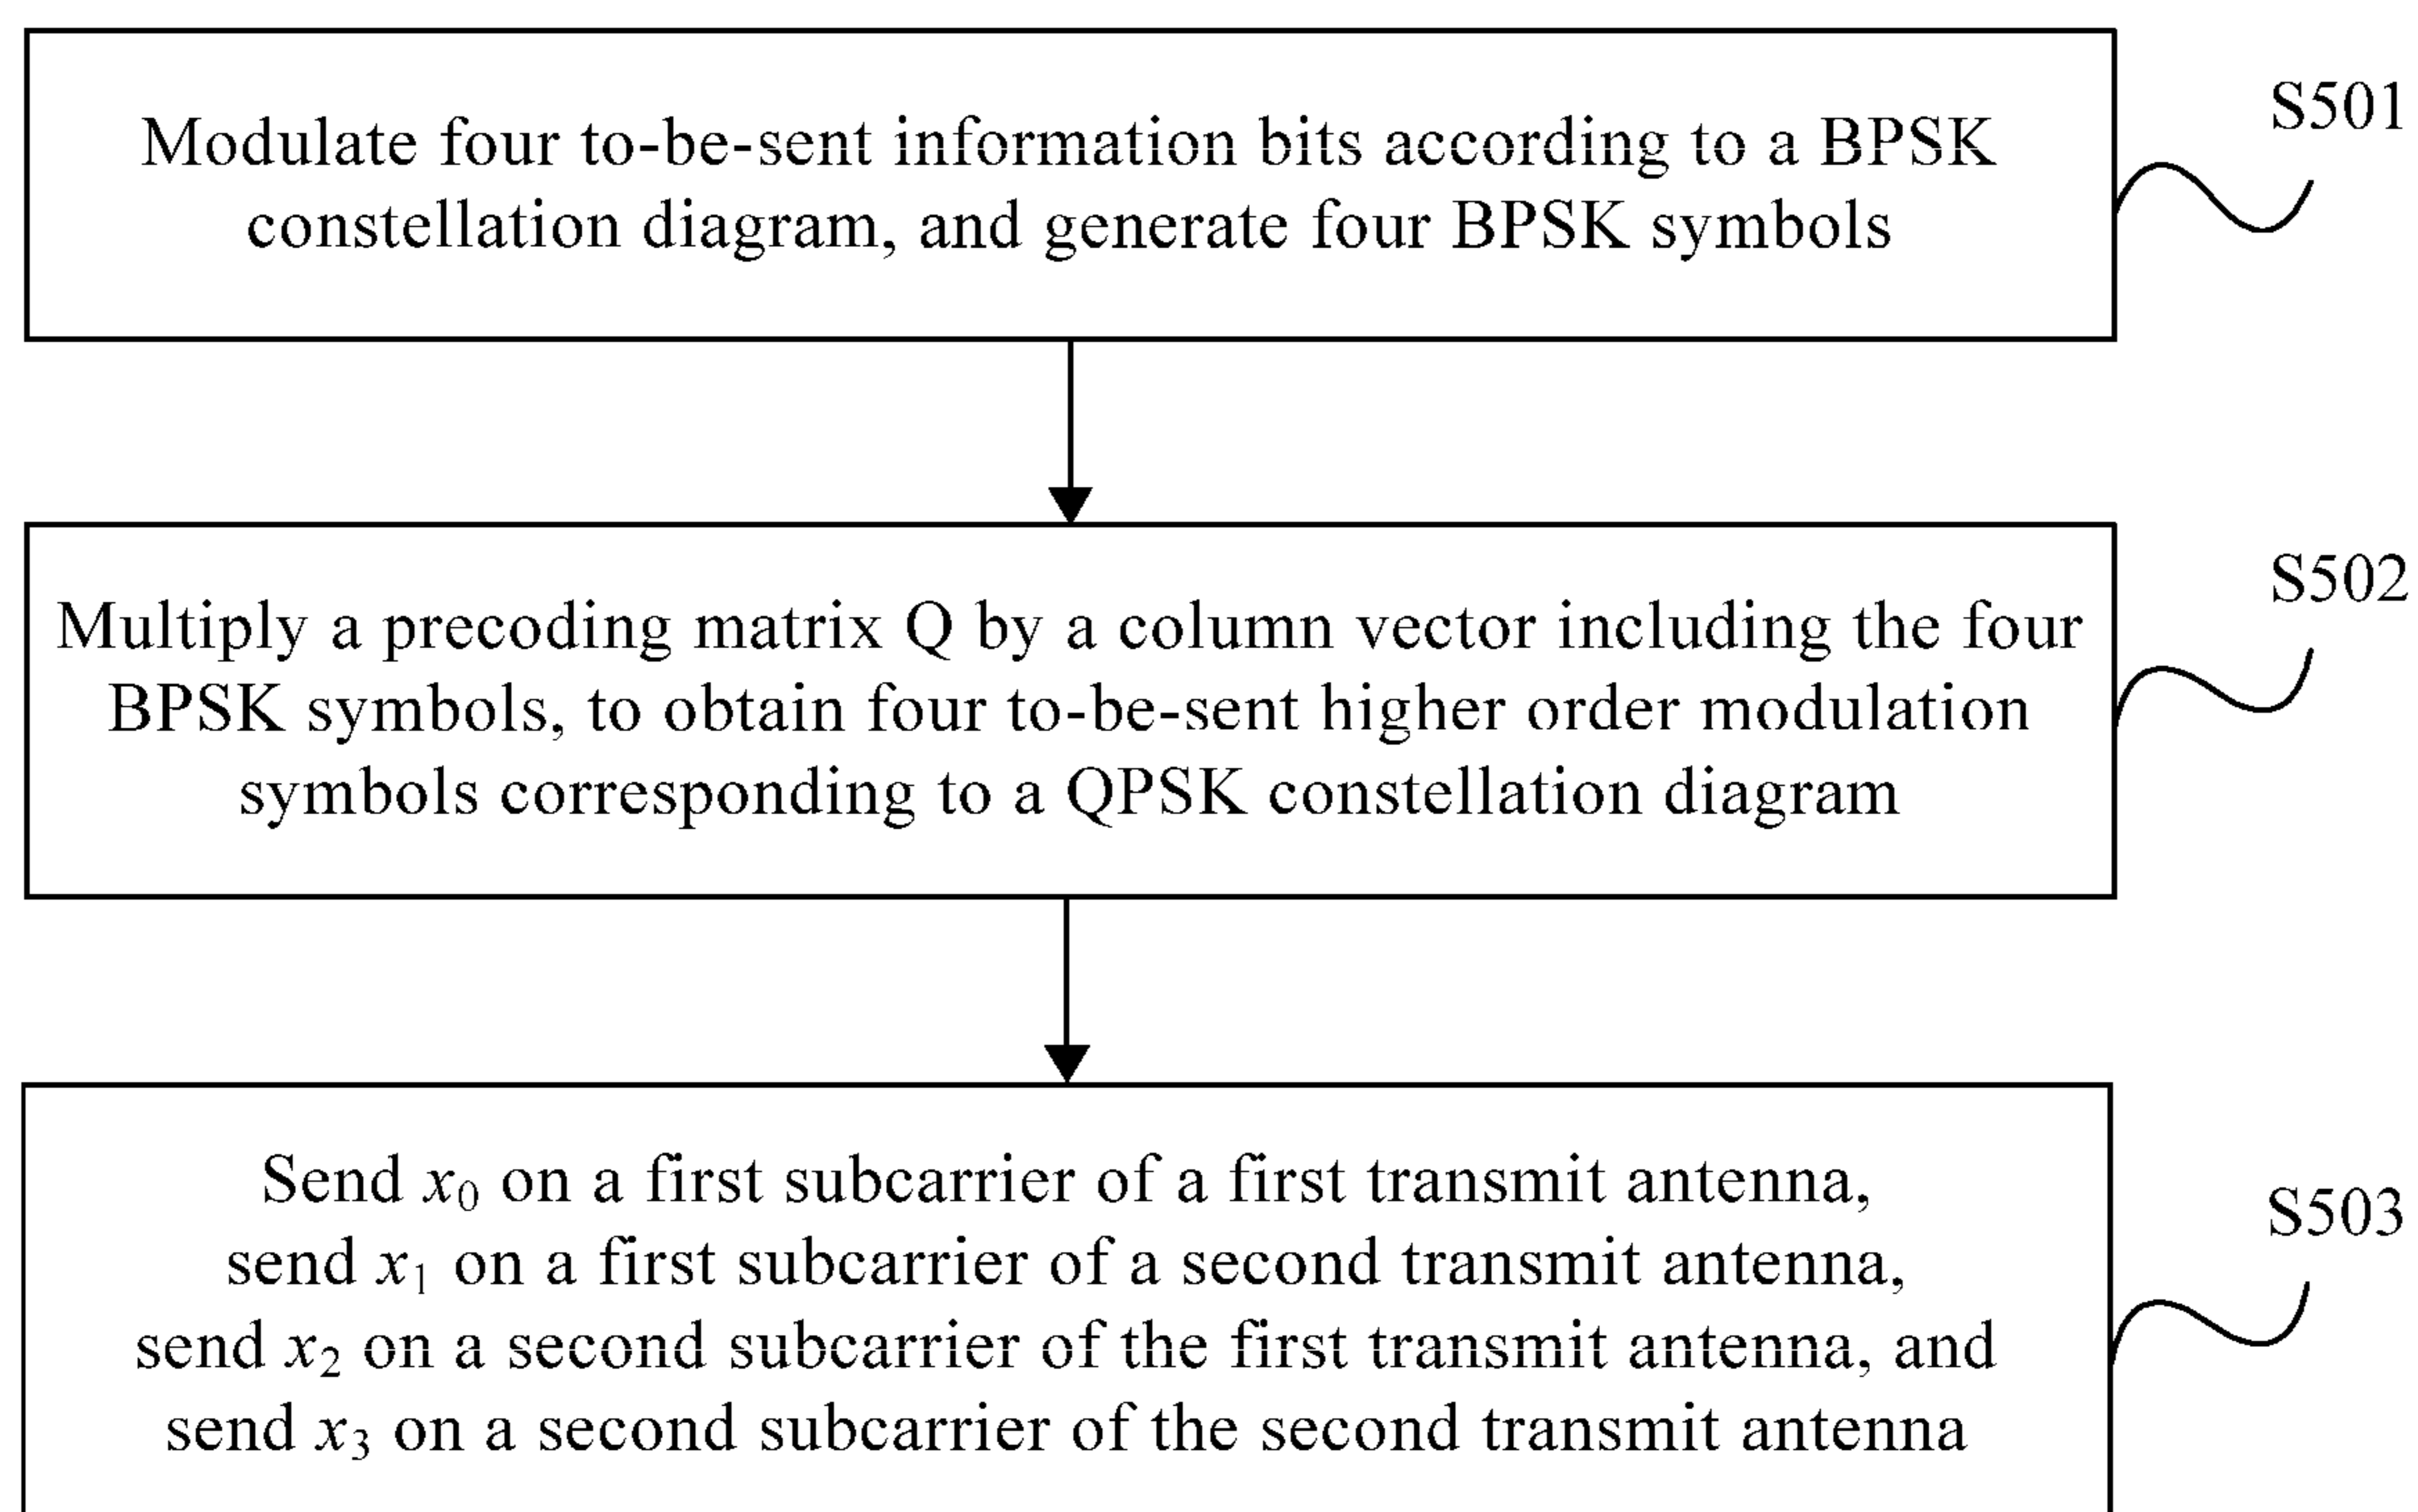 Modulate four to-be-sent information bits according to a BPSK
constellation diagram, and generate four BPSK symbols
S501
Multiply a precoding matrix Q by a column vector including the four
BPSK symbols, to obtain four to-be-sent higher order modulation
symbols corresponding to a QPSK constellation diagram
S502
Send x₀ on a first subcarrier of a first transmit antenna,
send x₁ on a first subcarrier of a second transmit antenna,
send x₂ on a second subcarrier of the first transmit antenna, and
send x₃ on a second subcarrier of the second transmit antenna
S503